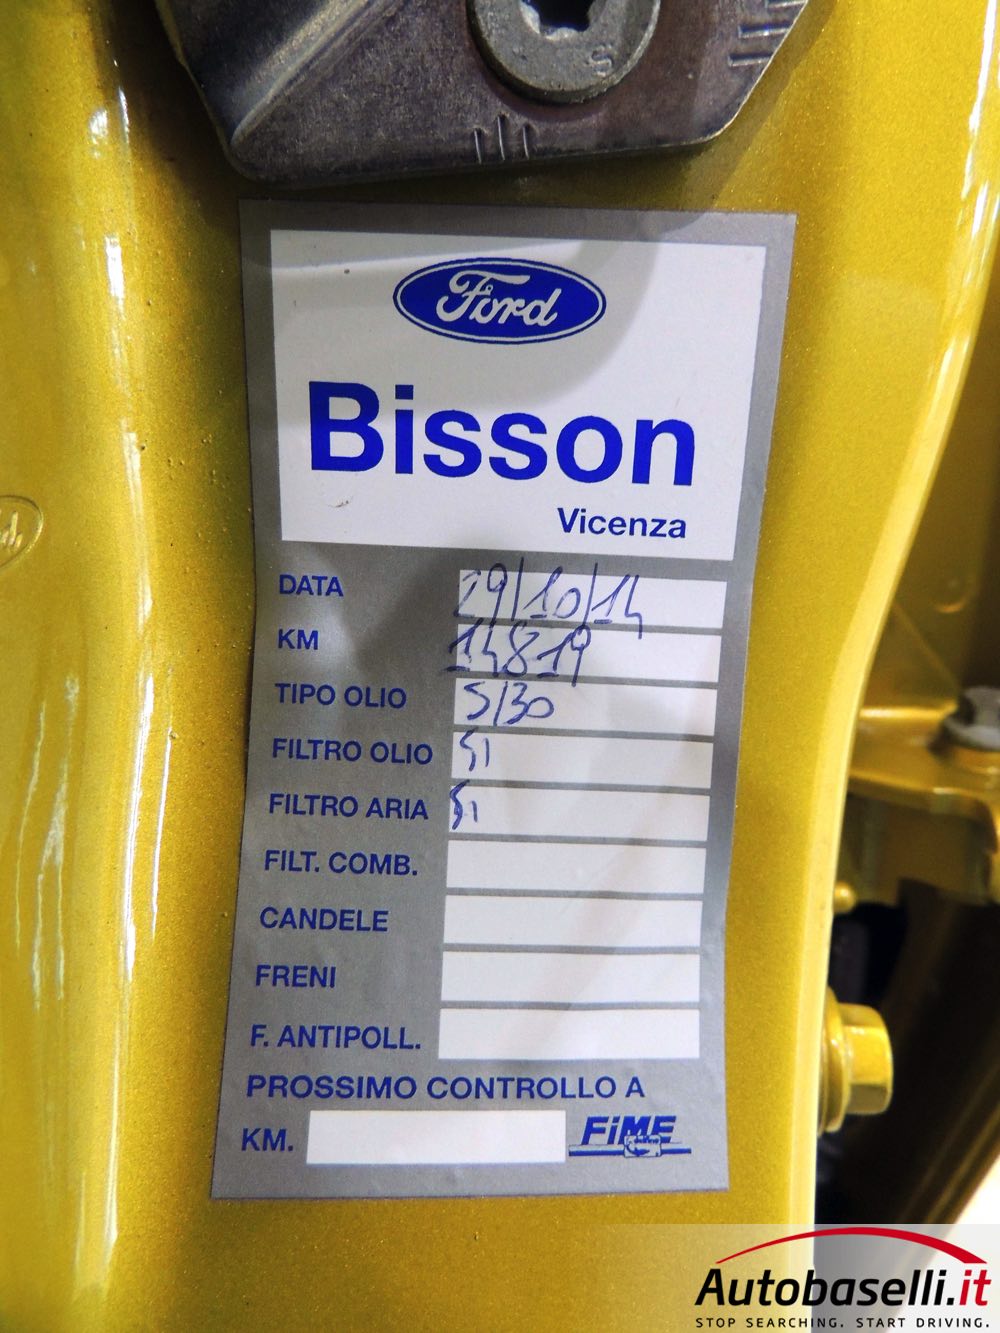 S
Ford
Bisson
Vicenza
DATA 29/10/14
KM 14819
TIPO OLIO 5/30
FILTRO OLIO Si
FILTRO ARIA Si
FILT. COMB.
CANDELE
FRENI
F. ANTIPOLL.
PROSSIMO CONTROLLO A
KM. FiME
Autobaselli.it
STOP SEARCHING. START DRIVING.